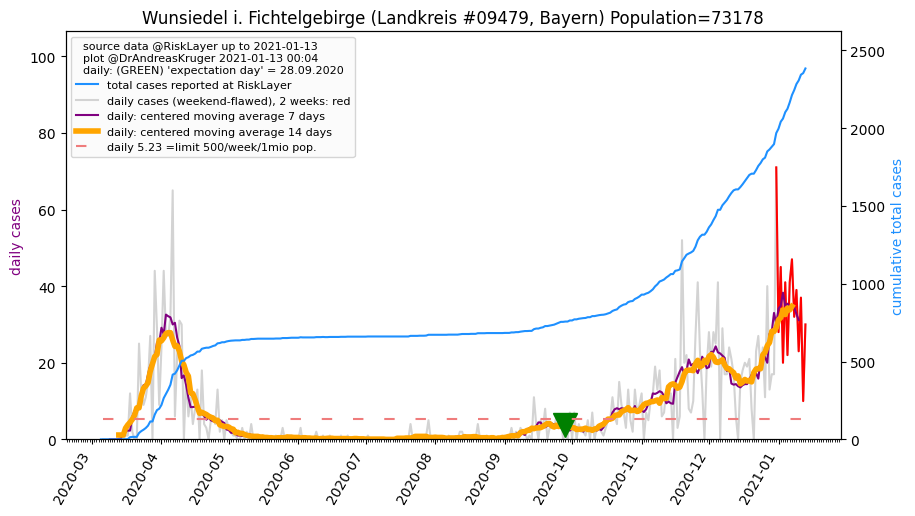 Wunsiedel i. Fichtelgebirge (Landkreis #09479, Bayern) Population=73178
source data @RiskLayer up to 2021-01-13
plot @DrAndreasKruger 2021-01-13 00:04
daily: (GREEN) 'expectation day' = 28.09.2020
total cases reported at RiskLayer
daily cases (weekend-flawed), 2 weeks: red
daily: centered moving average 7 days
daily: centered moving average 14 days
daily 5.23 =limit 500/week/1mio pop.
daily cases
100
80
60
40
20
0
cumulative total cases
2500
2000
1500
1000
500
0
2020-03
2020-04
2020-05
2020-06
2020-07
2020-08
2020-09
2020-10
2020-11
2020-12
2021-01